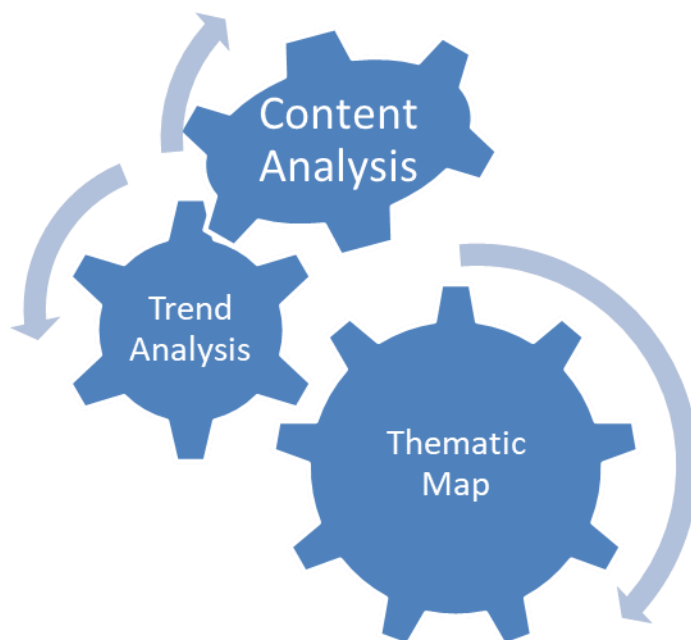 Content
Analysis
Trend
Analysis
Thematic
Map